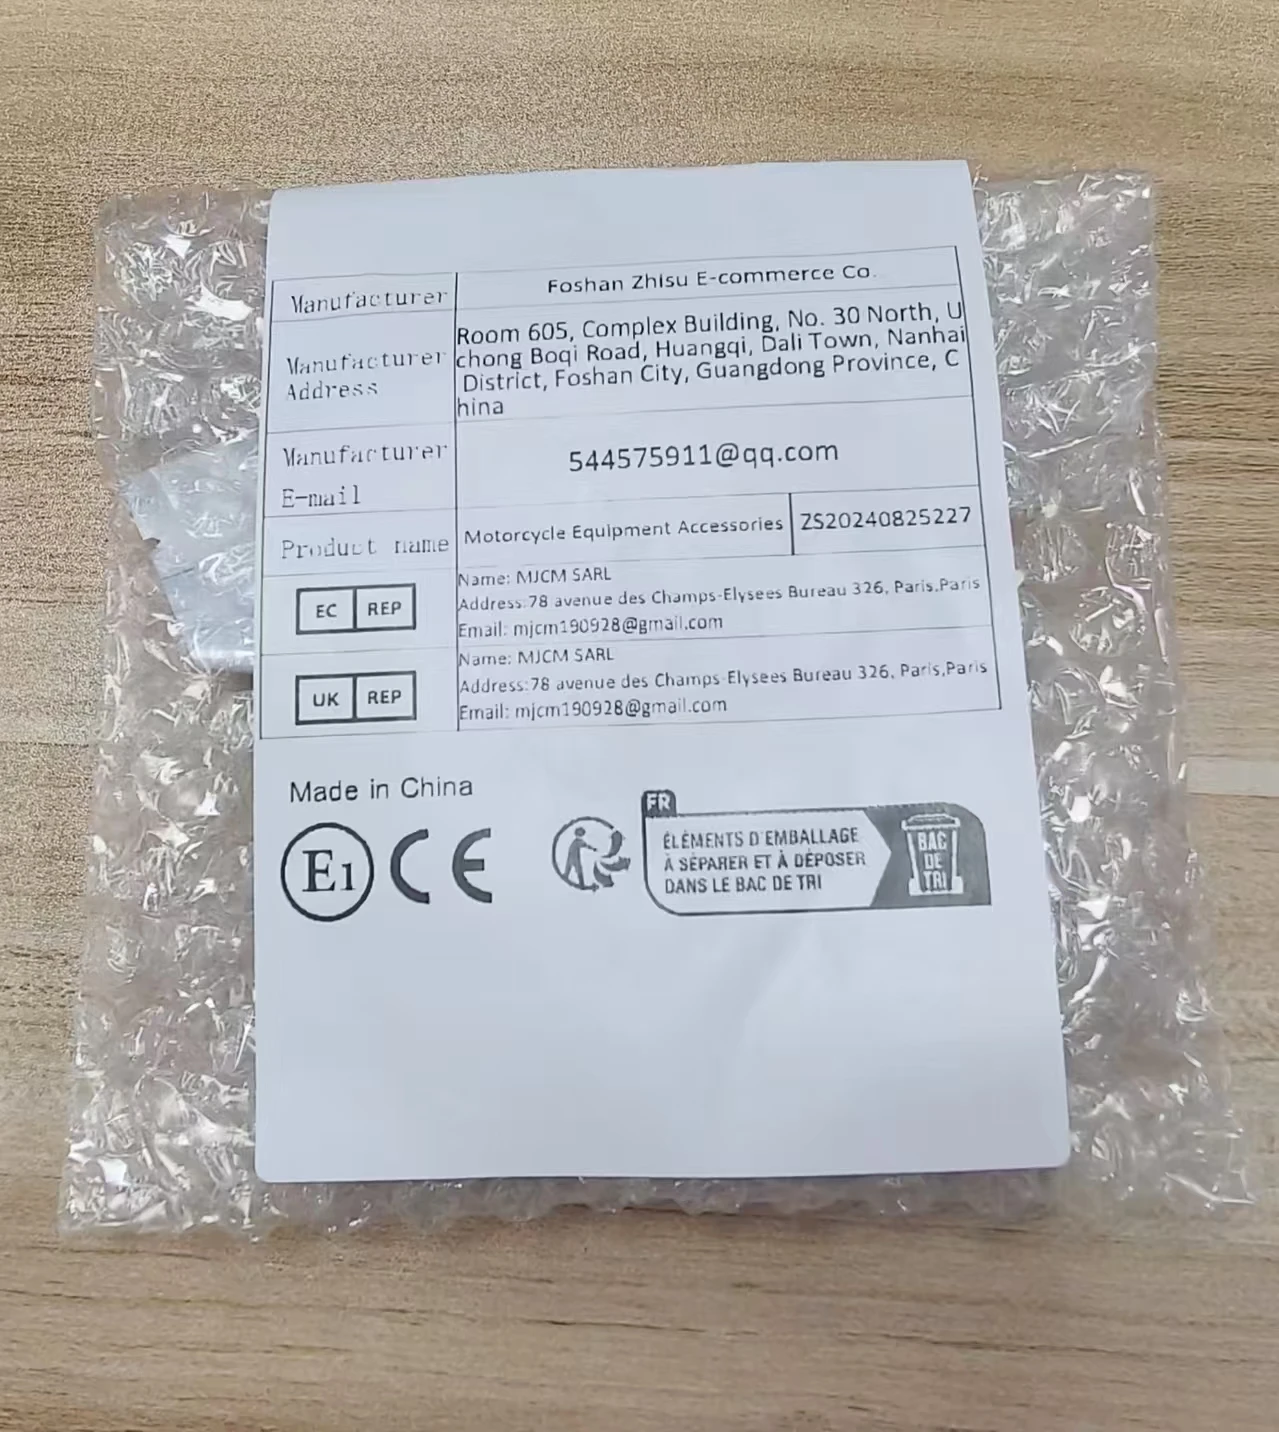 Manufacturer
Foshan Zhisu E-commerce Co.
Manufacturer
Address
Room 605, Complex Building, No. 30 North, U
chong Boqi Road, Huangqi, Dali Town, Nanhai
District, Foshan City, Guangdong Province, C
hina
Manufacturer
E-mail
544575911@qq.com
Product name
Motorcycle Equipment Accessories
ZS20240825227
EC REP
Name: MJCM SARL
Address:78 avenue des Champs-Elysees Bureau 326, Paris,Paris
Email: mjcm190928@gmail.com
UK REP
Name: MJCM SARL
Address:78 avenue des Champs-Elysees Bureau 326, Paris,Paris
Email: mjcm190928@gmail.com
Made in China
E1 CE
FR
ÉLÉMENTS D'EMBALLAGE
À SÉPARER ET À DÉPOSER
DANS LE BAC DE TRI
BAC
DE
TRI